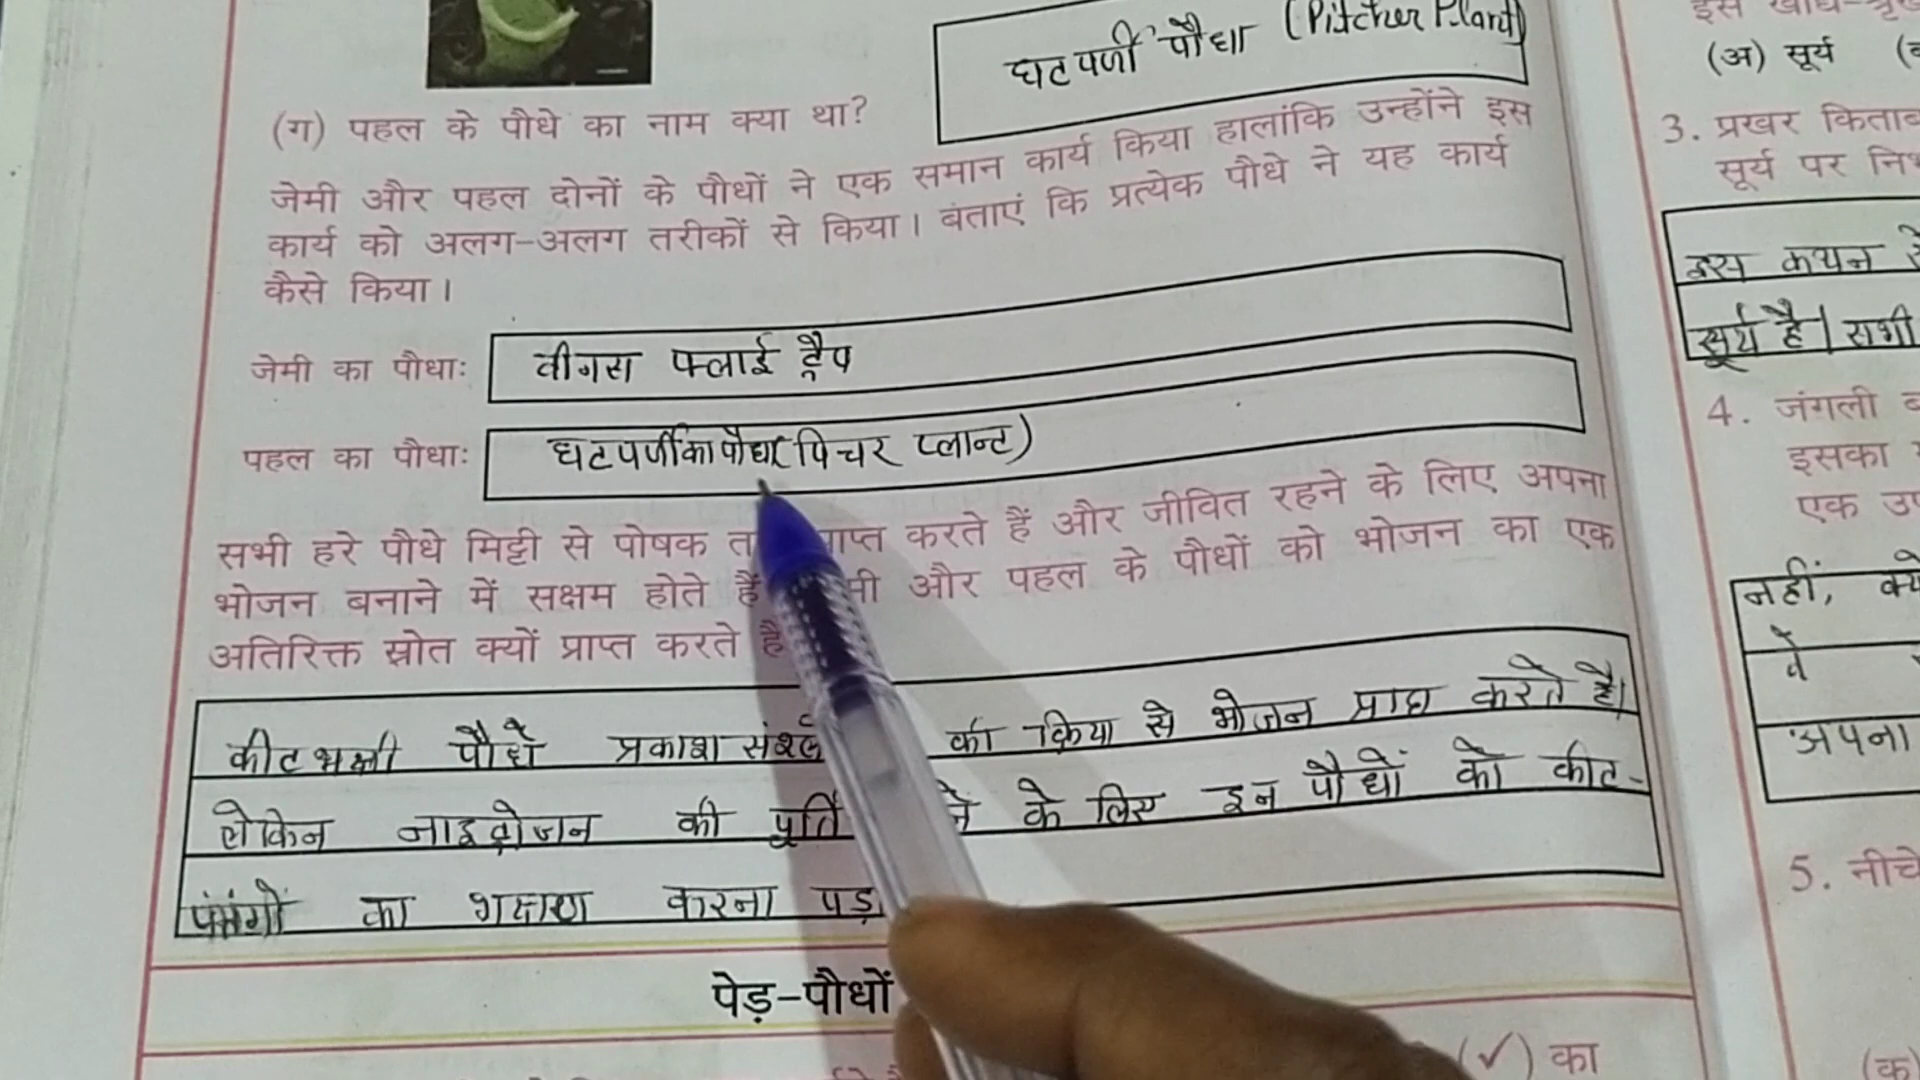 घटपर्णी पौधा (Pitcher Plant)
(ग) पहल के पौधे का नाम क्या था?
जेमी और पहल दोनों के पौधों ने एक समान कार्य किया हालांकि उन्होंने इस
कार्य को अलग-अलग तरीकों से किया। बताएं कि प्रत्येक पौधे ने यह कार्य
कैसे किया।
जेमी का पौधाः वीनस फ्लाई ट्रैप
पहल का पौधाः घटपर्णी का पौधा (पिचर प्लान्ट)
सभी हरे पौधे मिट्टी से पोषक करते हैं और जीवित रहने के लिए अपना
भोजन बनाने में सक्षम होते हैं और पहल के पौधों को भोजन का एक
अतिरिक्त स्रोत क्यों प्राप्त करते है
कीटभक्षी पौधे प्रकाश की क्रिया से भोजन प्राप्त करते है।
लेकिन नाइट्रोजन की पूर्ति के लिए इन पौधों को कीट-
पतंगों का भक्षण करना
पेड़-पौधों
(✓) का
(अ) सूर्य
3. प्रखर
सूर्य पर
इस कथन
सूर्य है। सभी
4. जंगली
इसका
एक
नहीं,
वे
अपना
5. नीचे
(क)